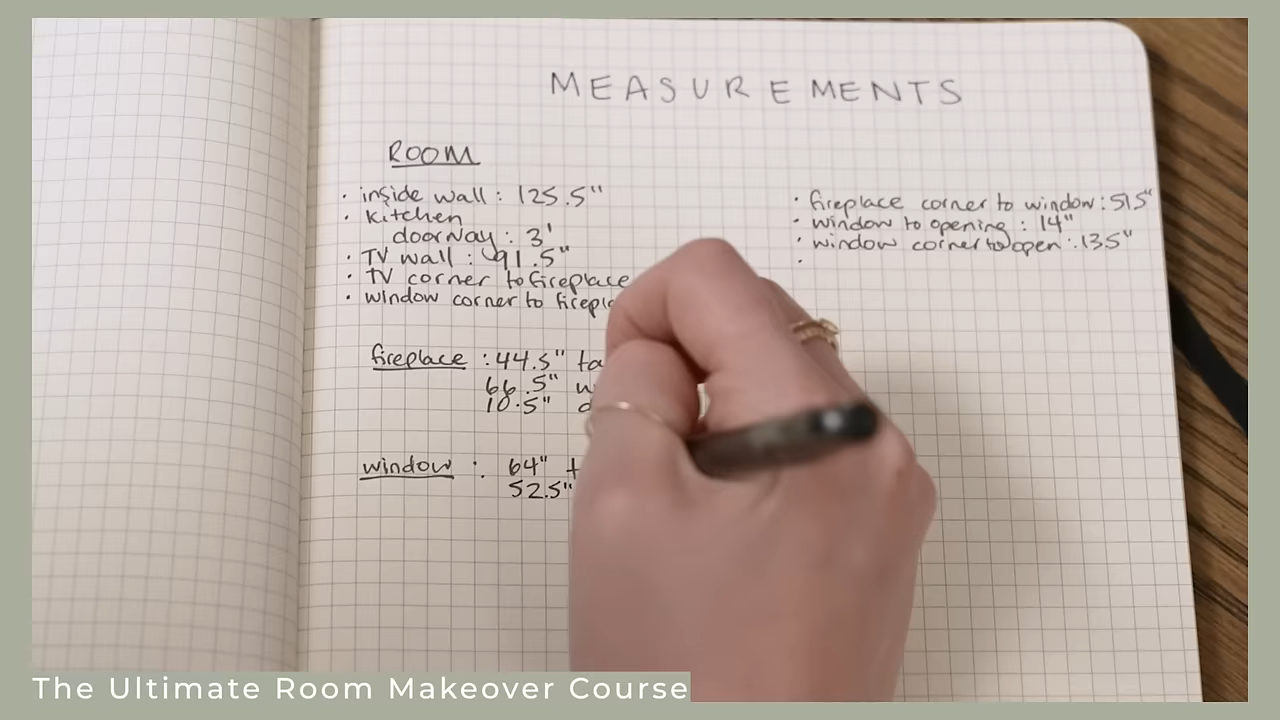 MEASUREMENTS
ROOM
· inside wall : 125.5"
· Kitchen
doorway : 3'
· TV wall : 91.5"
· TV corner to fireplace
· window corner to
fireplace : 44.5"
66.5"
10.5"
window : 64"
52.5"
· fireplace corner to window : 51.5"
· window to opening : 14"
· window corner to open : 13.5"
·
The Ultimate Room Makeover Course